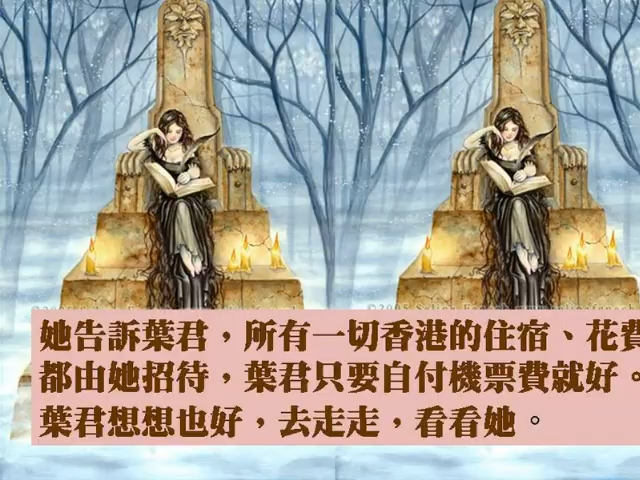 她告訴葉君，所有一切香港的住宿、花費
都由她招待，葉君只要自付機票費就好。
葉君想想也好，去走走，看看她。